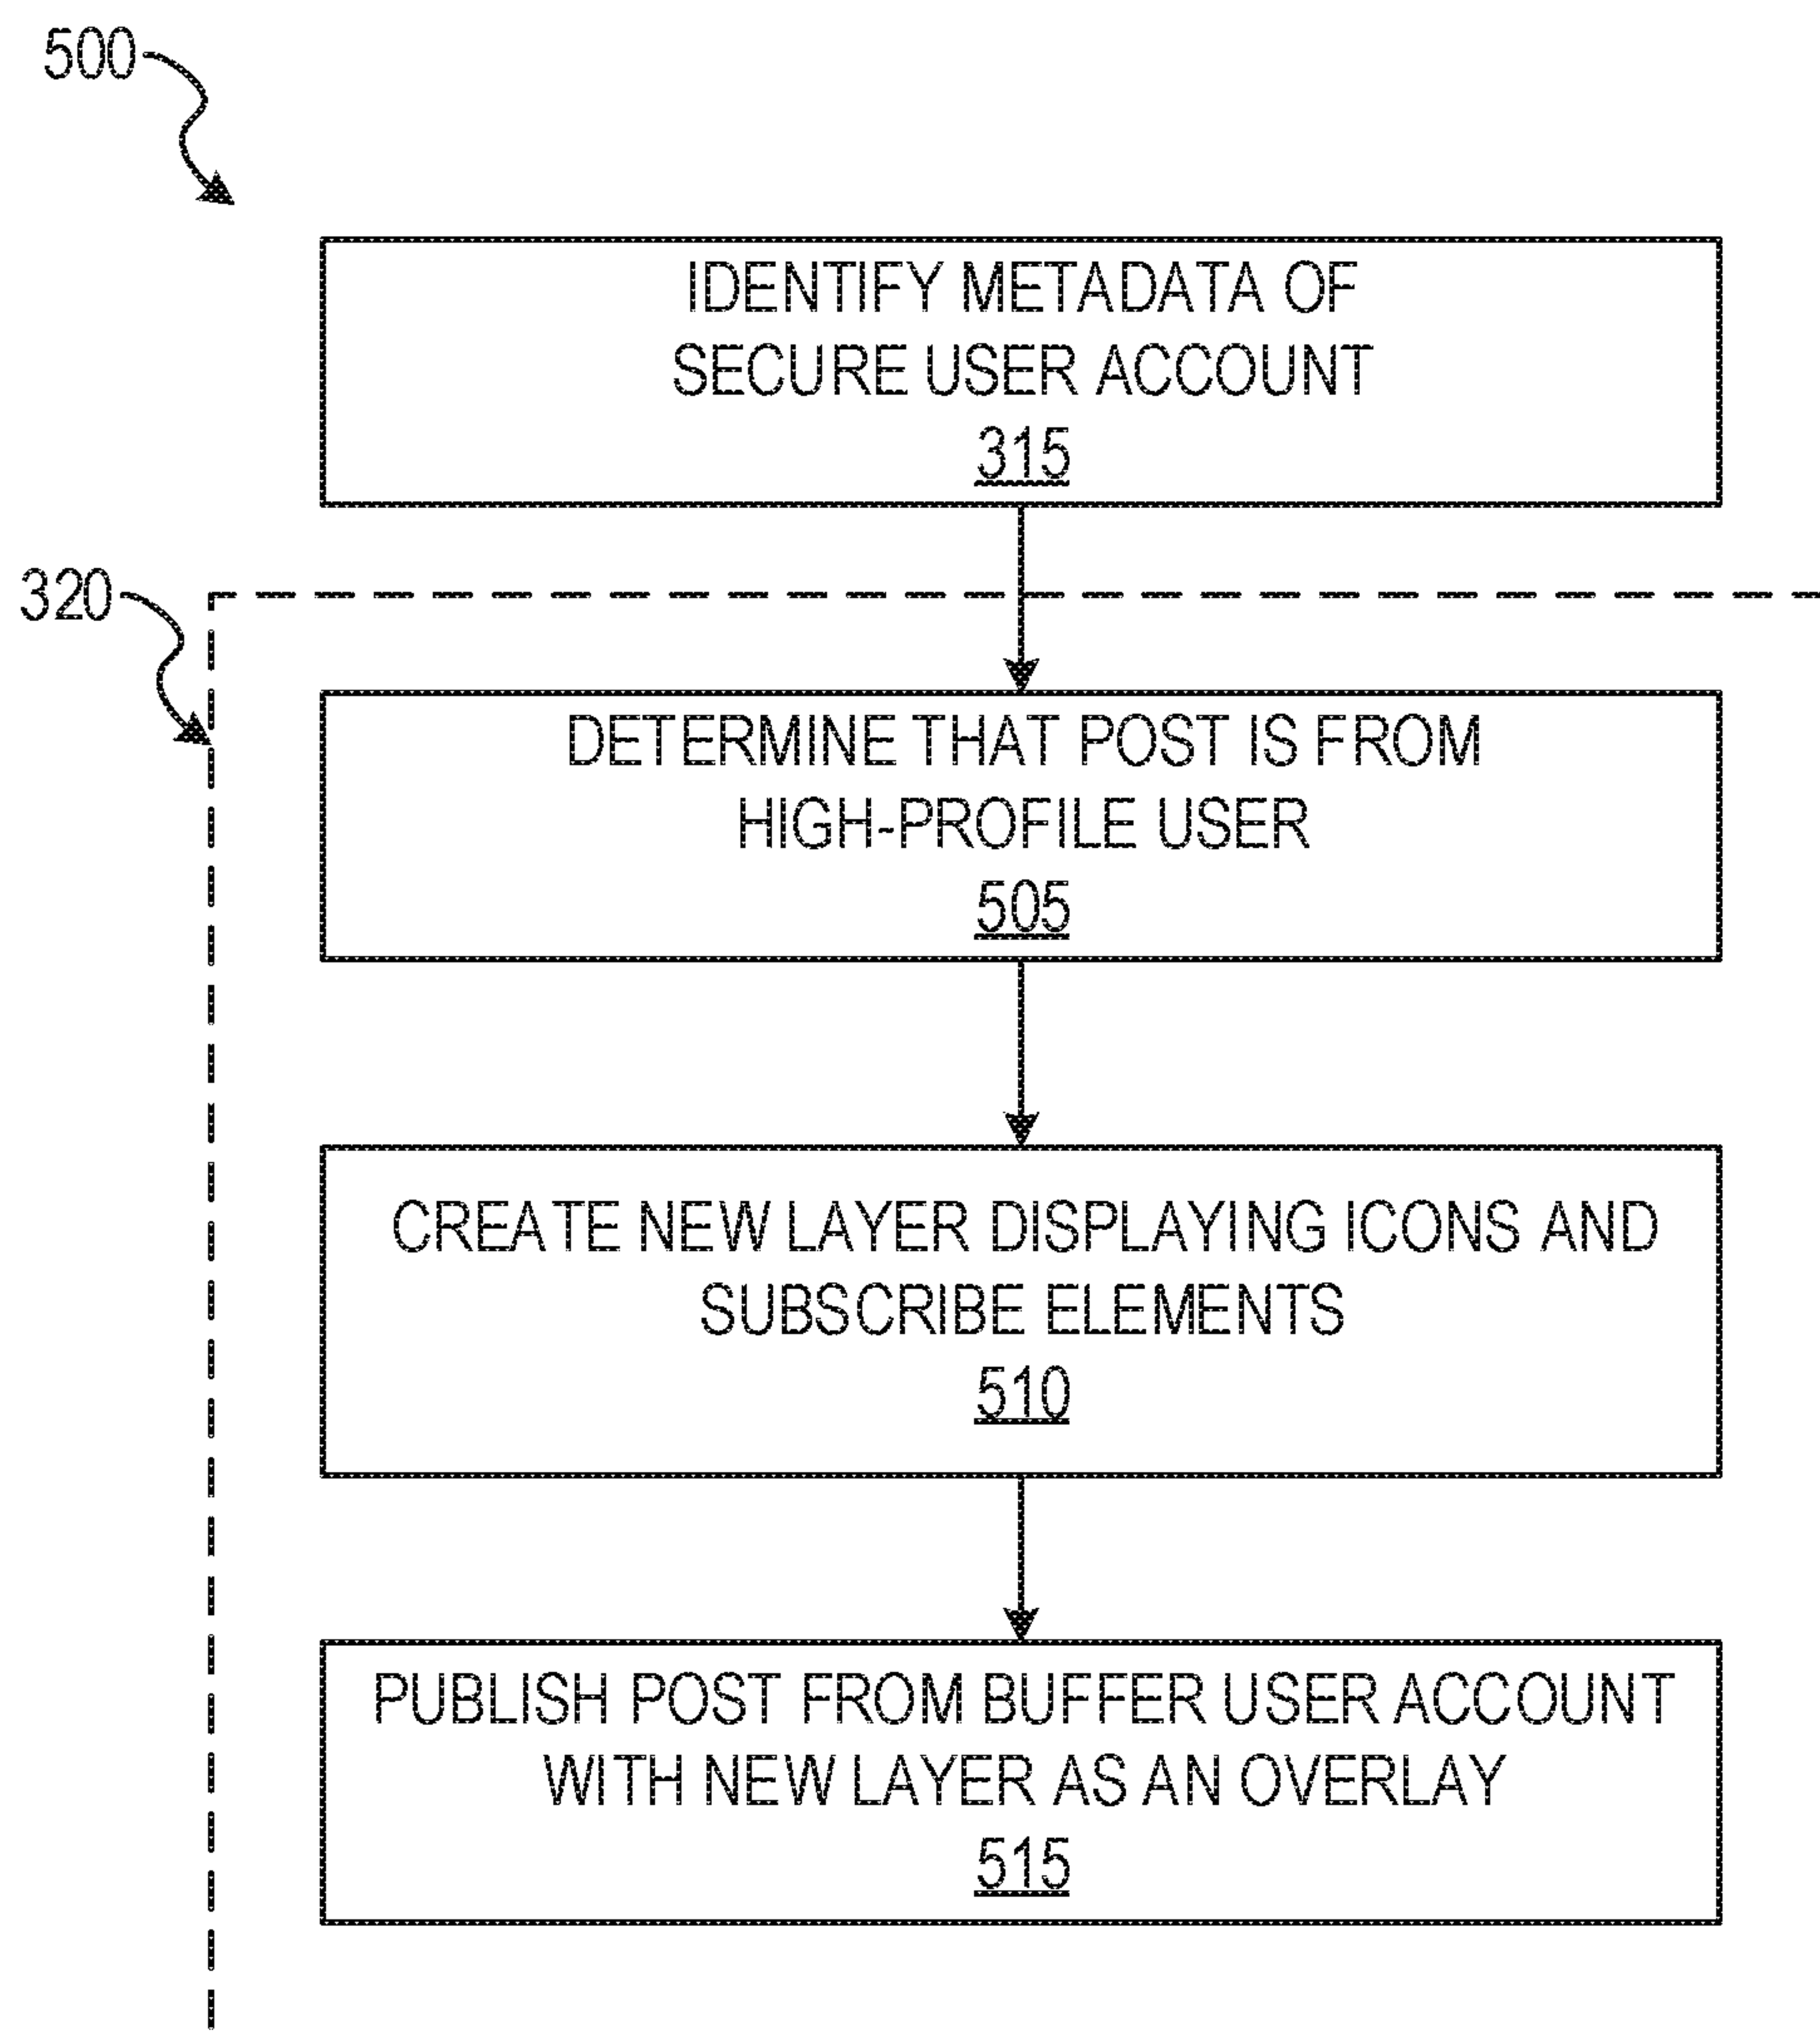 500
IDENTIFY METADATA OF
SECURE USER ACCOUNT
315
320
DETERMINE THAT POST IS FROM
HIGH-PROFILE USER
505
CREATE NEW LAYER DISPLAYING ICONS AND
SUBSCRIBE ELEMENTS
510
PUBLISH POST FROM BUFFER USER ACCOUNT
WITH NEW LAYER AS AN OVERLAY
515